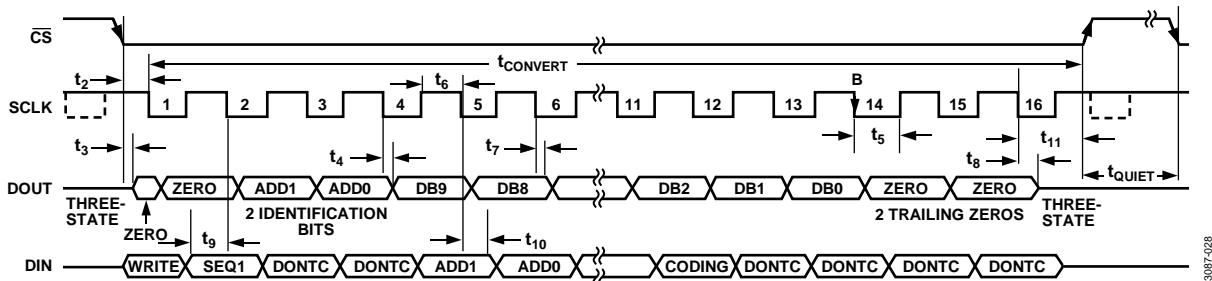 CS
tCONVERT
t2
t6
B
SCLK
1 2 3 4 5 6 11 12 13 14 15 16
t5
t11
t3
t4
t7
t8
tQUIET
DOUT
ZERO ADD1 ADD0 DB9 DB8 DB2 DB1 DB0 ZERO ZERO
THREE-
STATE
2 IDENTIFICATION
BITS
2 TRAILING ZEROS
THREE-
STATE
ZERO
t9
t10
DIN
WRITE SEQ1 DONTC DONTC ADD1 ADD0 CODING DONTC DONTC DONTC DONTC
3087-028